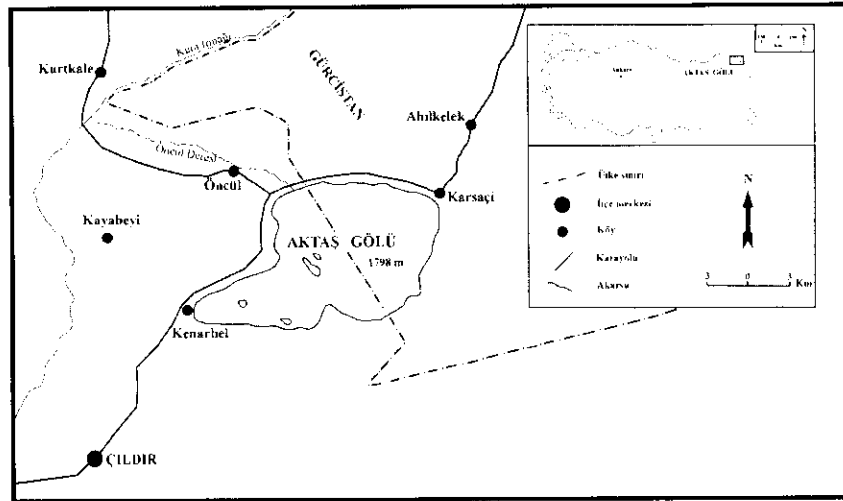 Kurtkale
Kura Irmağı
GÜRCİSTAN
Ahılkelek
Öncül Deresi
Öncül
Karsaçi
Kayabeyi
AKTAŞ GÖLÜ
1798 m
Kenarbel
ÇILDIR
Ankara
AKTAŞ GÖLÜ
Ülke sınırı
İlçe merkezi
Köy
Karayolu
Akarsu
N
3 0 3 Km